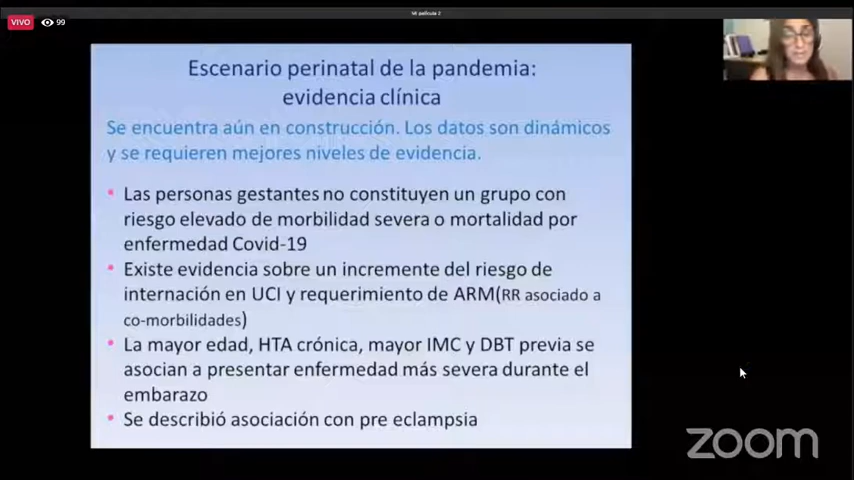 Mi película 2
VIVO 99
Escenario perinatal de la pandemia:
evidencia clínica
Se encuentra aún en construcción. Los datos son dinámicos
y se requieren mejores niveles de evidencia.
• Las personas gestantes no constituyen un grupo con
riesgo elevado de morbilidad severa o mortalidad por
enfermedad Covid-19
• Existe evidencia sobre un incremente del riesgo de
internación en UCI y requerimiento de ARM(RR asociado a
co-morbilidades)
• La mayor edad, HTA crónica, mayor IMC y DBT previa se
asocian a presentar enfermedad más severa durante el
embarazo
• Se describió asociación con pre eclampsia
zoom